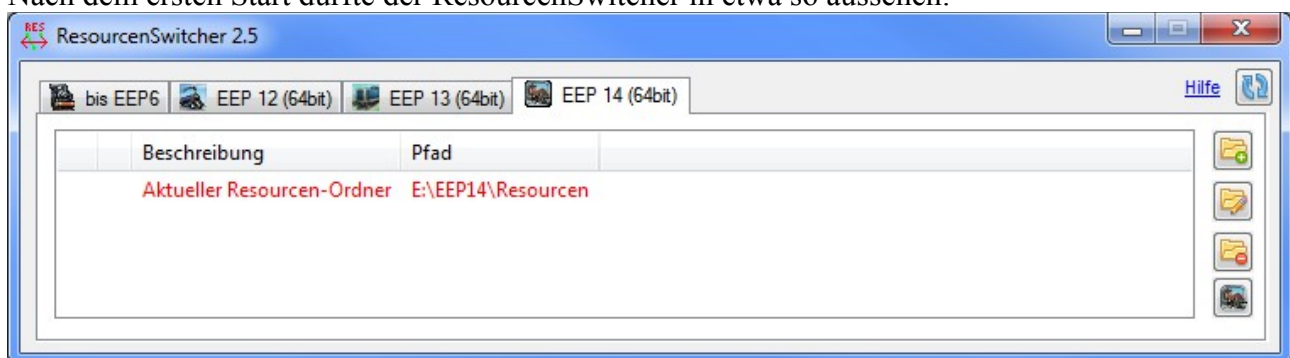 Nach dem ersten Start dürfte der ResourcenSwitcher in etwa so aussehen:
RES
ResourcenSwitcher 2.5
bis EEP6 EEP 12 (64bit) EEP 13 (64bit) EEP 14 (64bit) Hilfe
Beschreibung Pfad
Aktueller Resourcen-Ordner E:\EEP14\Resourcen